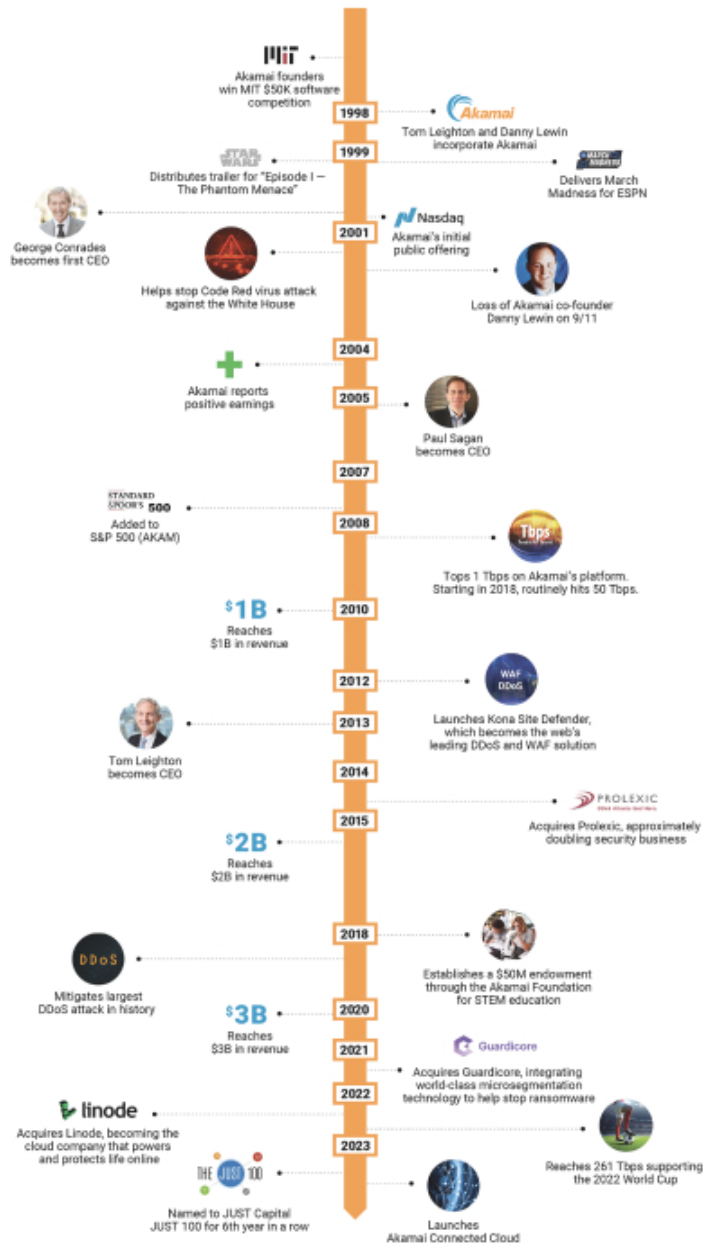 MIT
Akamai founders
win MIT $50K software
competition
1998
Akamai
Tom Leighton and Danny Lewin
incorporate Akamai
1999
STAR
WARS
Distributes trailer for “Episode I —
The Phantom Menace”
MARCH
MADNESS
Delivers March
Madness for ESPN
George Conrades
becomes first CEO
Nasdaq
Akamai's initial
public offering
2001
Helps stop Code Red virus attack
against the White House
Loss of Akamai co-founder
Danny Lewin on 9/11
2004
Akamai reports
positive earnings
2005
Paul Sagan
becomes CEO
2007
STANDARD
&POOR'S 500
Added to
S&P 500 (AKAM)
2008
Tbps
Tops 1 Tbps on Akamai's platform.
Starting in 2018, routinely hits 50 Tbps.
$1B
Reaches
$1B in revenue
2010
2012
WAF
DDoS
Launches Kona Site Defender,
which becomes the web's
leading DDoS and WAF solution
2013
Tom Leighton
becomes CEO
2014
PROLEXIC
Acquires Prolexic, approximately
doubling security business
2015
$2B
Reaches
$2B in revenue
2018
Establishes a $50M endowment
through the Akamai Foundation
for STEM education
DDoS
Mitigates largest
DDoS attack in history
2020
$3B
Reaches
$3B in revenue
2021
Guardicore
Acquires Guardicore, integrating
world-class microsegmentation
technology to help stop ransomware
2022
linode
Acquires Linode, becoming the
cloud company that powers
and protects life online
Reaches 261 Tbps supporting
the 2022 World Cup
2023
THE JUST 100
Named to JUST Capital
JUST 100 for 6th year in a row
Launches
Akamai Connected Cloud